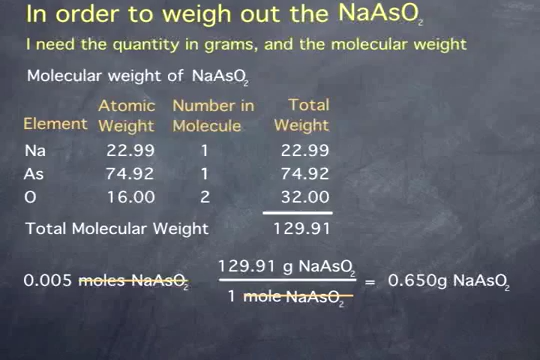 In order to weigh out the NaAsO₂
I need the quantity in grams, and the molecular weight
Molecular weight of NaAsO₂
Element Atomic Weight Number in Molecule Total Weight
Na 22.99 1 22.99
As 74.92 1 74.92
O 16.00 2 32.00
Total Molecular Weight 129.91
0.005 moles NaAsO₂ 129.91 g NaAsO₂ = 0.650g NaAsO₂
1 mole NaAsO₂